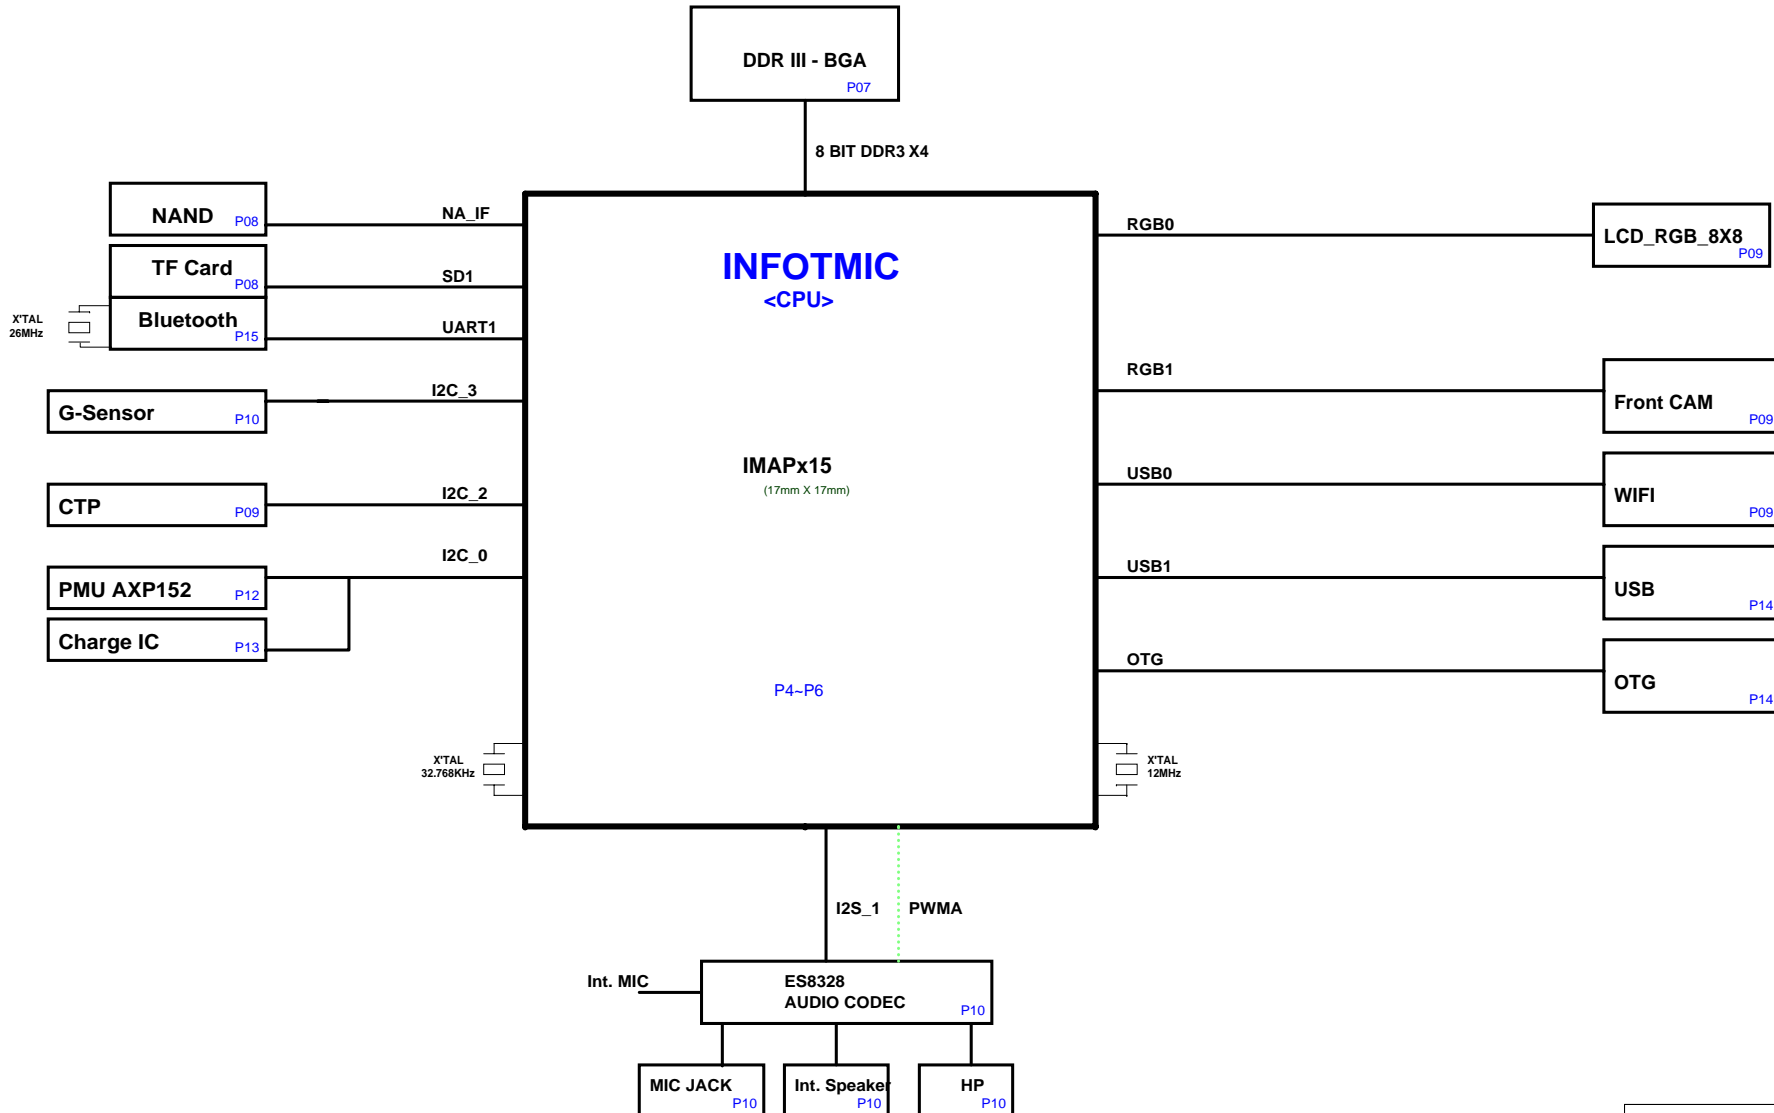 DDR III - BGA
P07
8 BIT DDR3 X4
NAND P08
NA_IF
TF Card P08
SD1
X'TAL
26MHz
Bluetooth P15
UART1
G-Sensor P10
I2C_3
CTP P09
I2C_2
PMU AXP152 P12
I2C_0
Charge IC P13
INFOTMIC
<CPU>
IMAPx15
(17mm X 17mm)
P4~P6
X'TAL
32.768KHz
X'TAL
12MHz
RGB0
LCD_RGB_8X8
P09
RGB1
Front CAM
P09
USB0
WIFI
P09
USB1
USB
P14
OTG
OTG
P14
I2S_1
PWMA
Int. MIC
ES8328
AUDIO CODEC
P10
MIC JACK
P10
Int. Speaker
P10
HP
P10